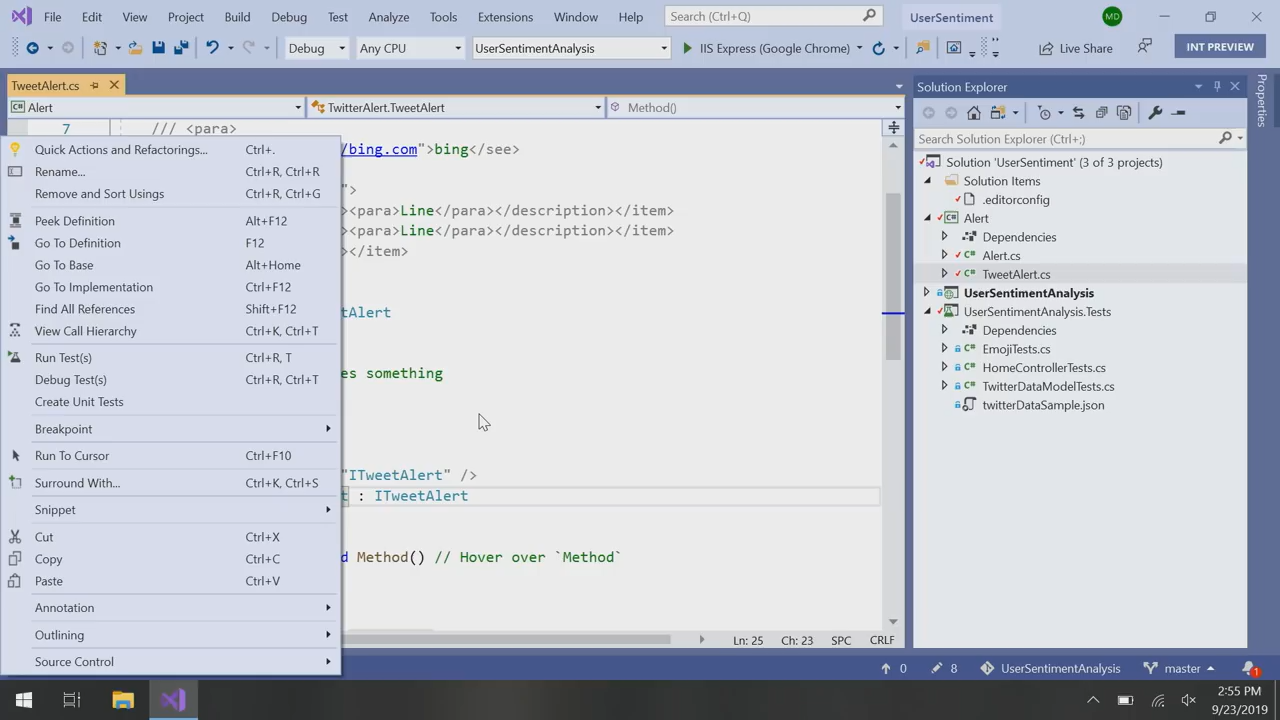 File Edit View Project Build Debug Test Analyze Tools Extensions Window Help Search (Ctrl+Q) UserSentiment MD
Debug Any CPU UserSentimentAnalysis IIS Express (Google Chrome) Live Share INT PREVIEW
TweetAlert.cs
Alert TwitterAlert.TweetAlert Method()
7 /// <para>
/bing.com">bing</see>
">
><para>Line</para></description></item>
><para>Line</para></description></item>
></item>
tAlert
es something
"ITweetAlert" />
t : ITweetAlert
d Method() // Hover over `Method`
Quick Actions and Refactorings... Ctrl+.
Rename... Ctrl+R, Ctrl+R
Remove and Sort Usings Ctrl+R, Ctrl+G
Peek Definition Alt+F12
Go To Definition F12
Go To Base Alt+Home
Go To Implementation Ctrl+F12
Find All References Shift+F12
View Call Hierarchy Ctrl+K, Ctrl+T
Run Test(s) Ctrl+R, T
Debug Test(s) Ctrl+R, Ctrl+T
Create Unit Tests
Breakpoint
Run To Cursor Ctrl+F10
Surround With... Ctrl+K, Ctrl+S
Snippet
Cut Ctrl+X
Copy Ctrl+C
Paste Ctrl+V
Annotation
Outlining
Source Control
Ln: 25 Ch: 23 SPC CRLF
Solution Explorer
Search Solution Explorer (Ctrl+;)
Solution 'UserSentiment' (3 of 3 projects)
Solution Items
.editorconfig
Alert
Dependencies
Alert.cs
TweetAlert.cs
UserSentimentAnalysis
UserSentimentAnalysis.Tests
Dependencies
EmojiTests.cs
HomeControllerTests.cs
TwitterDataModelTests.cs
twitterDataSample.json
Properties
0 8 UserSentimentAnalysis master 1
2:55 PM
9/23/2019